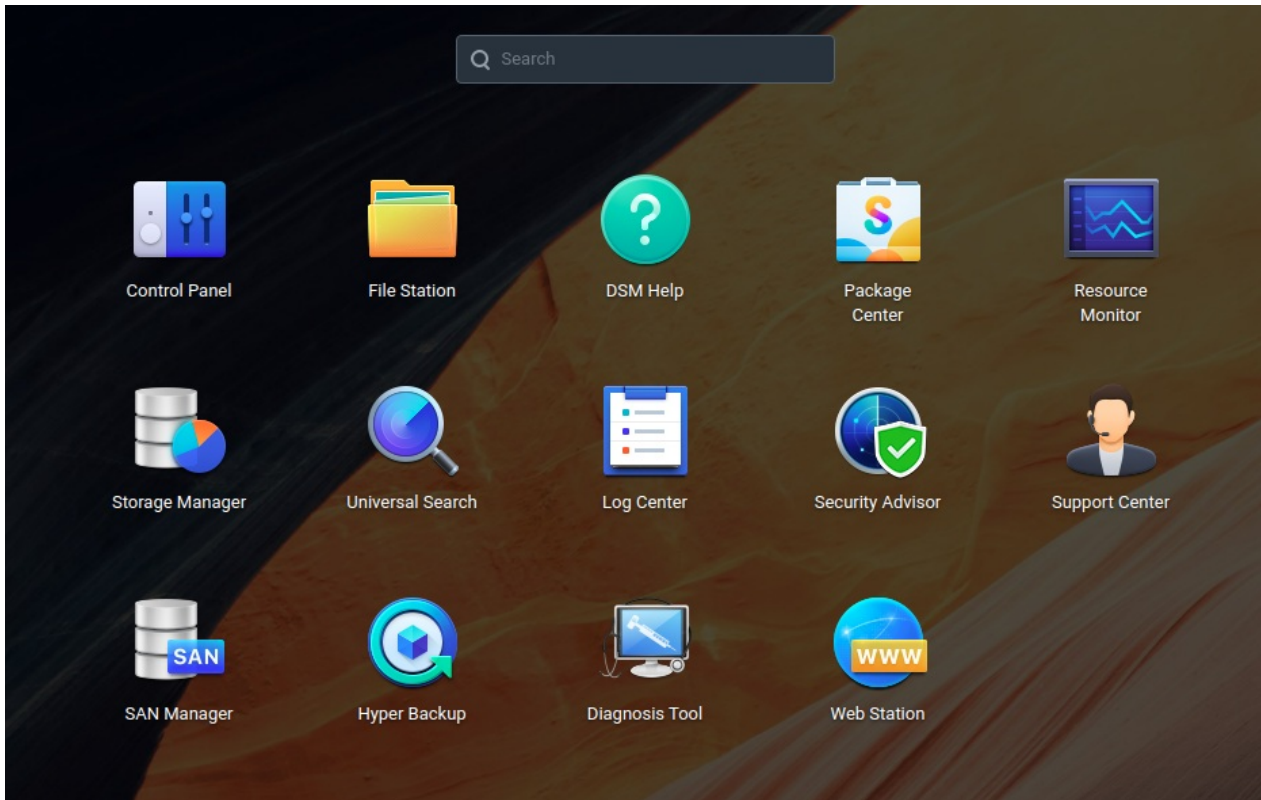 Search
Control Panel
File Station
DSM Help
Package
Center
Resource
Monitor
Storage Manager
Universal Search
Log Center
Security Advisor
Support Center
SAN
SAN Manager
Hyper Backup
Diagnosis Tool
WWW
Web Station